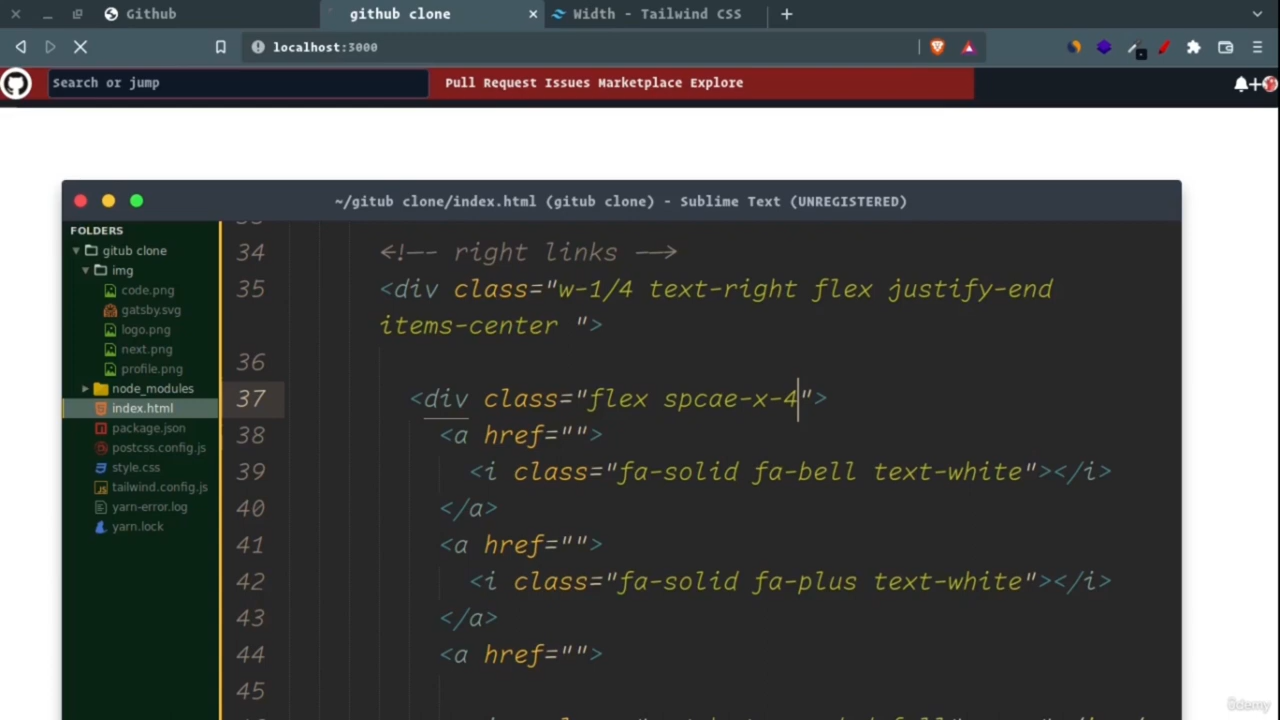 Github
github clone
Width - Tailwind CSS
localhost:3000
Search or jump
Pull Request Issues Marketplace Explore
~/gitub clone/index.html (gitub clone) - Sublime Text (UNREGISTERED)
FOLDERS
gitub clone
img
code.png
gatsby.svg
logo.png
next.png
profile.png
node_modules
index.html
package.json
postcss.config.js
style.css
tailwind.config.js
yarn-error.log
yarn.lock
34 <!-- right links -->
35 <div class="w-1/4 text-right flex justify-end
items-center ">
36
37 <div class="flex spcae-x-4">
38 <a href="">
39 <i class="fa-solid fa-bell text-white"></i>
40 </a>
41 <a href="">
42 <i class="fa-solid fa-plus text-white"></i>
43 </a>
44 <a href="">
45
ûdemy